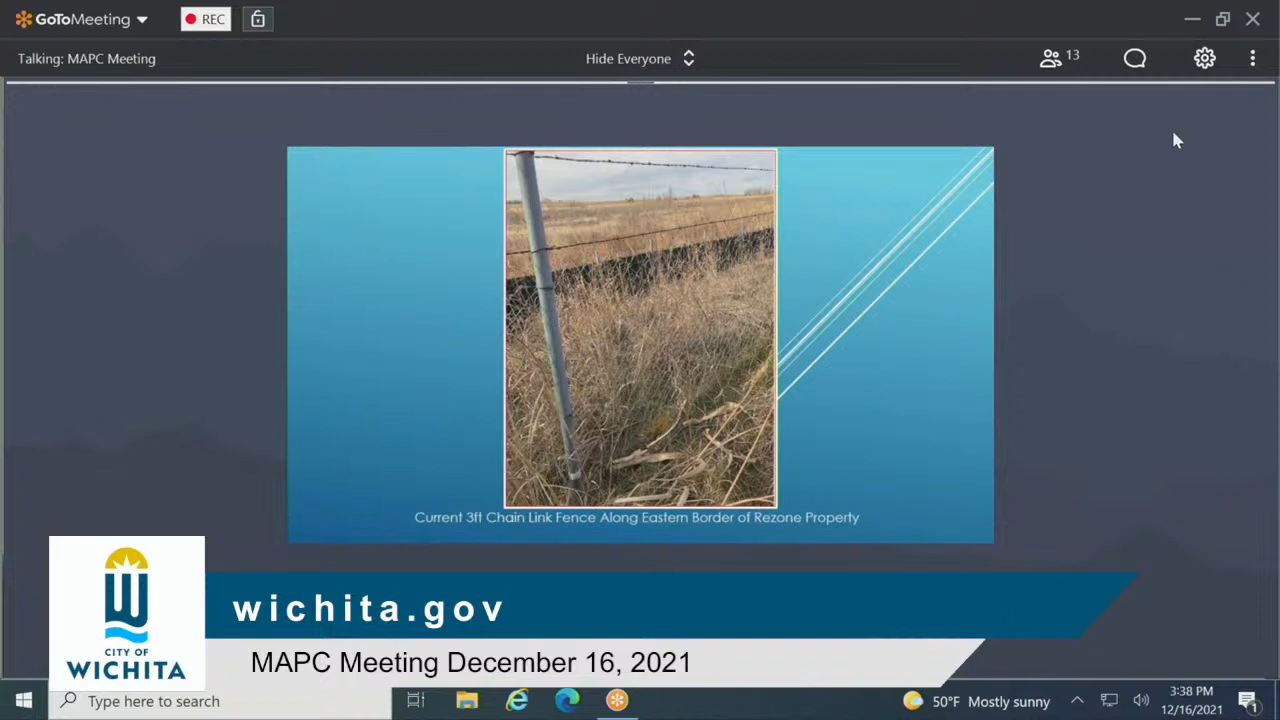 GoToMeeting
REC
Talking: MAPC Meeting
Hide Everyone
13
Current 3ft Chain Link Fence Along Eastern Border of Rezone Property
CITY OF
WICHITA
wichita.gov
MAPC Meeting December 16, 2021
Type here to search
50°F Mostly sunny
3:38 PM
12/16/2021
1